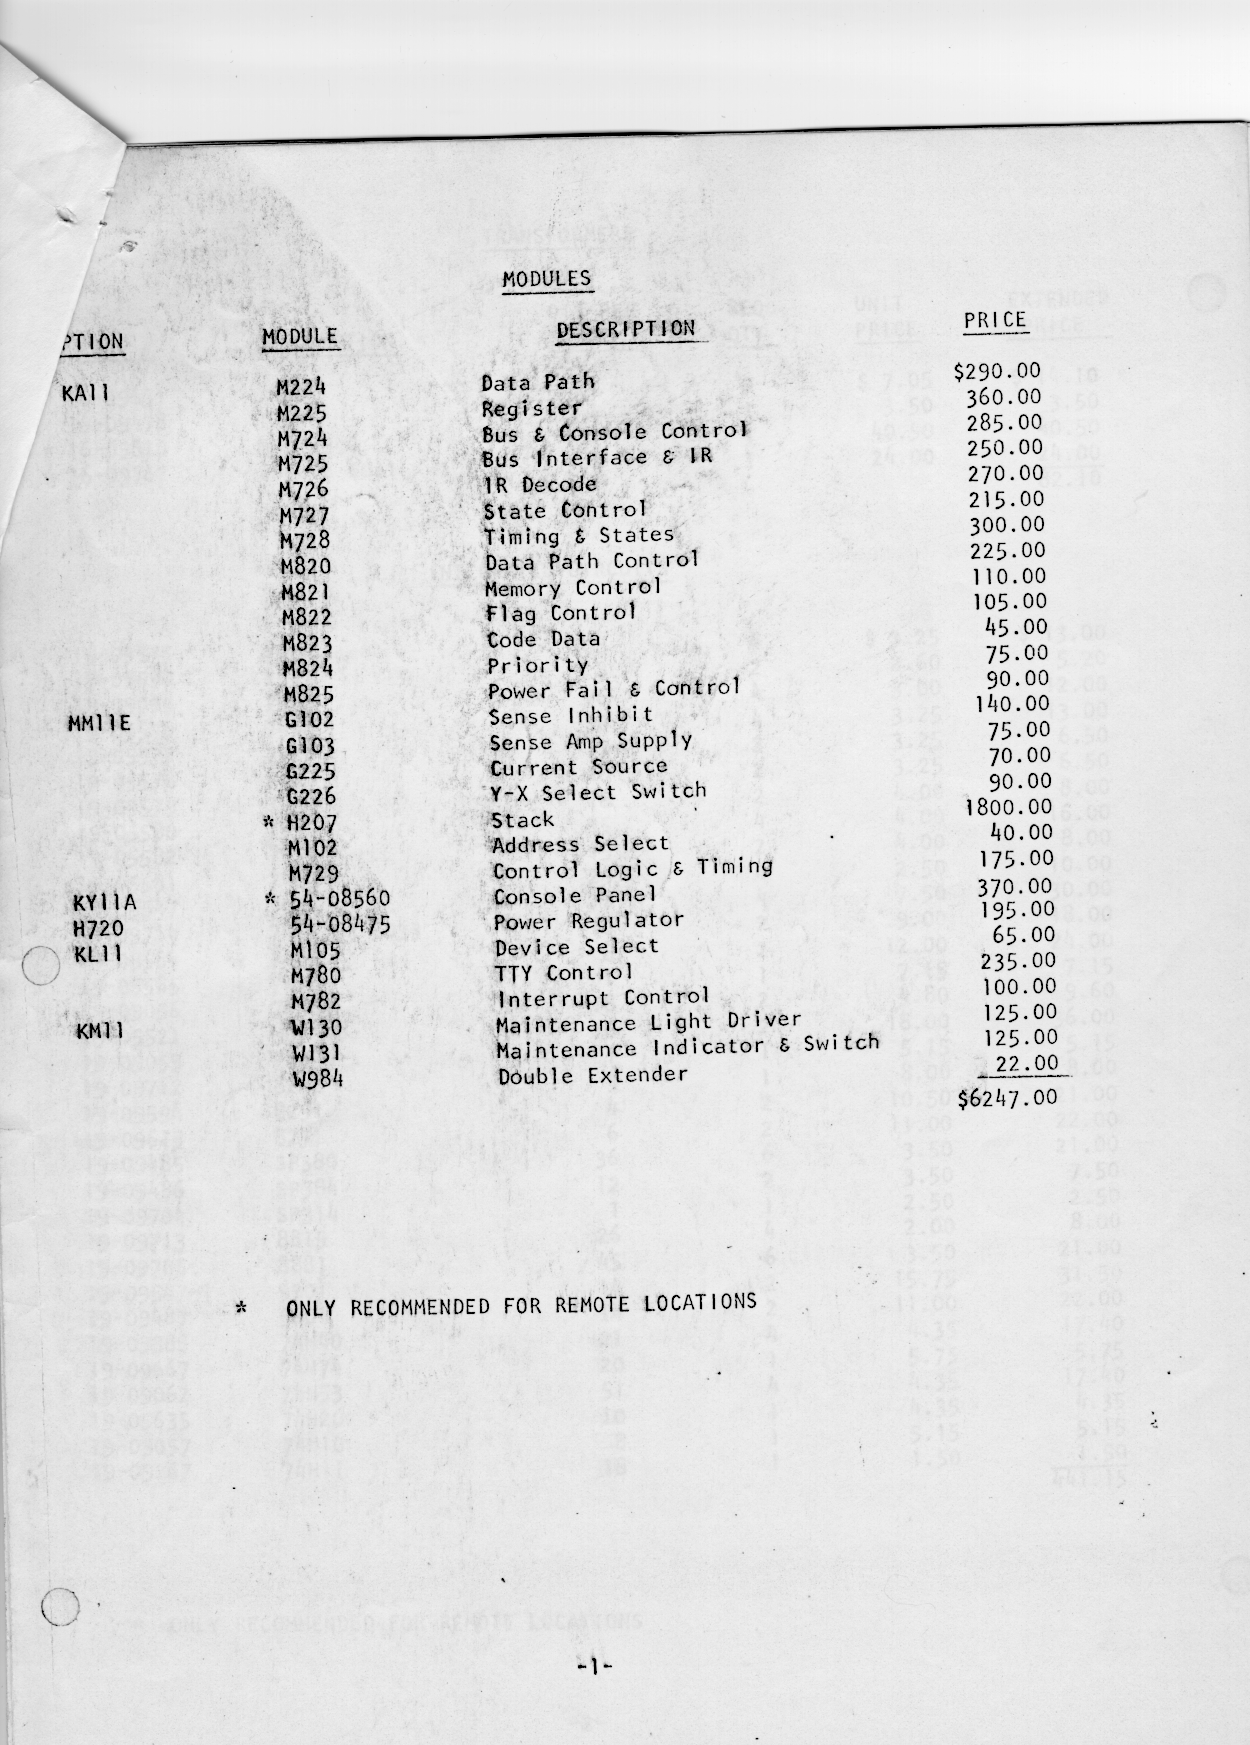 MODULES
PTION MODULE DESCRIPTION PRICE
KA11 M224 Data Path $290.00
M225 Register 360.00
M724 Bus & Console Control 285.00
M725 Bus Interface & IR 250.00
M726 IR Decode 270.00
M727 State Control 215.00
M728 Timing & States 300.00
M820 Data Path Control 225.00
M821 Memory Control 110.00
M822 Flag Control 105.00
M823 Code Data 45.00
M824 Priority 75.00
M825 Power Fail & Control 90.00
MM11E G102 Sense Inhibit 140.00
G103 Sense Amp Supply 75.00
G225 Current Source 70.00
G226 Y-X Select Switch 90.00
* H207 Stack 1800.00
M102 Address Select 40.00
M729 Control Logic & Timing 175.00
KY11A * 54-08560 Console Panel 370.00
H720 54-08475 Power Regulator 195.00
KL11 M105 Device Select 65.00
M780 TTY Control 235.00
M782 Interrupt Control 100.00
KM11 W130 Maintenance Light Driver 125.00
W131 Maintenance Indicator & Switch 125.00
W984 Double Extender 22.00
$6247.00
* ONLY RECOMMENDED FOR REMOTE LOCATIONS
-1-